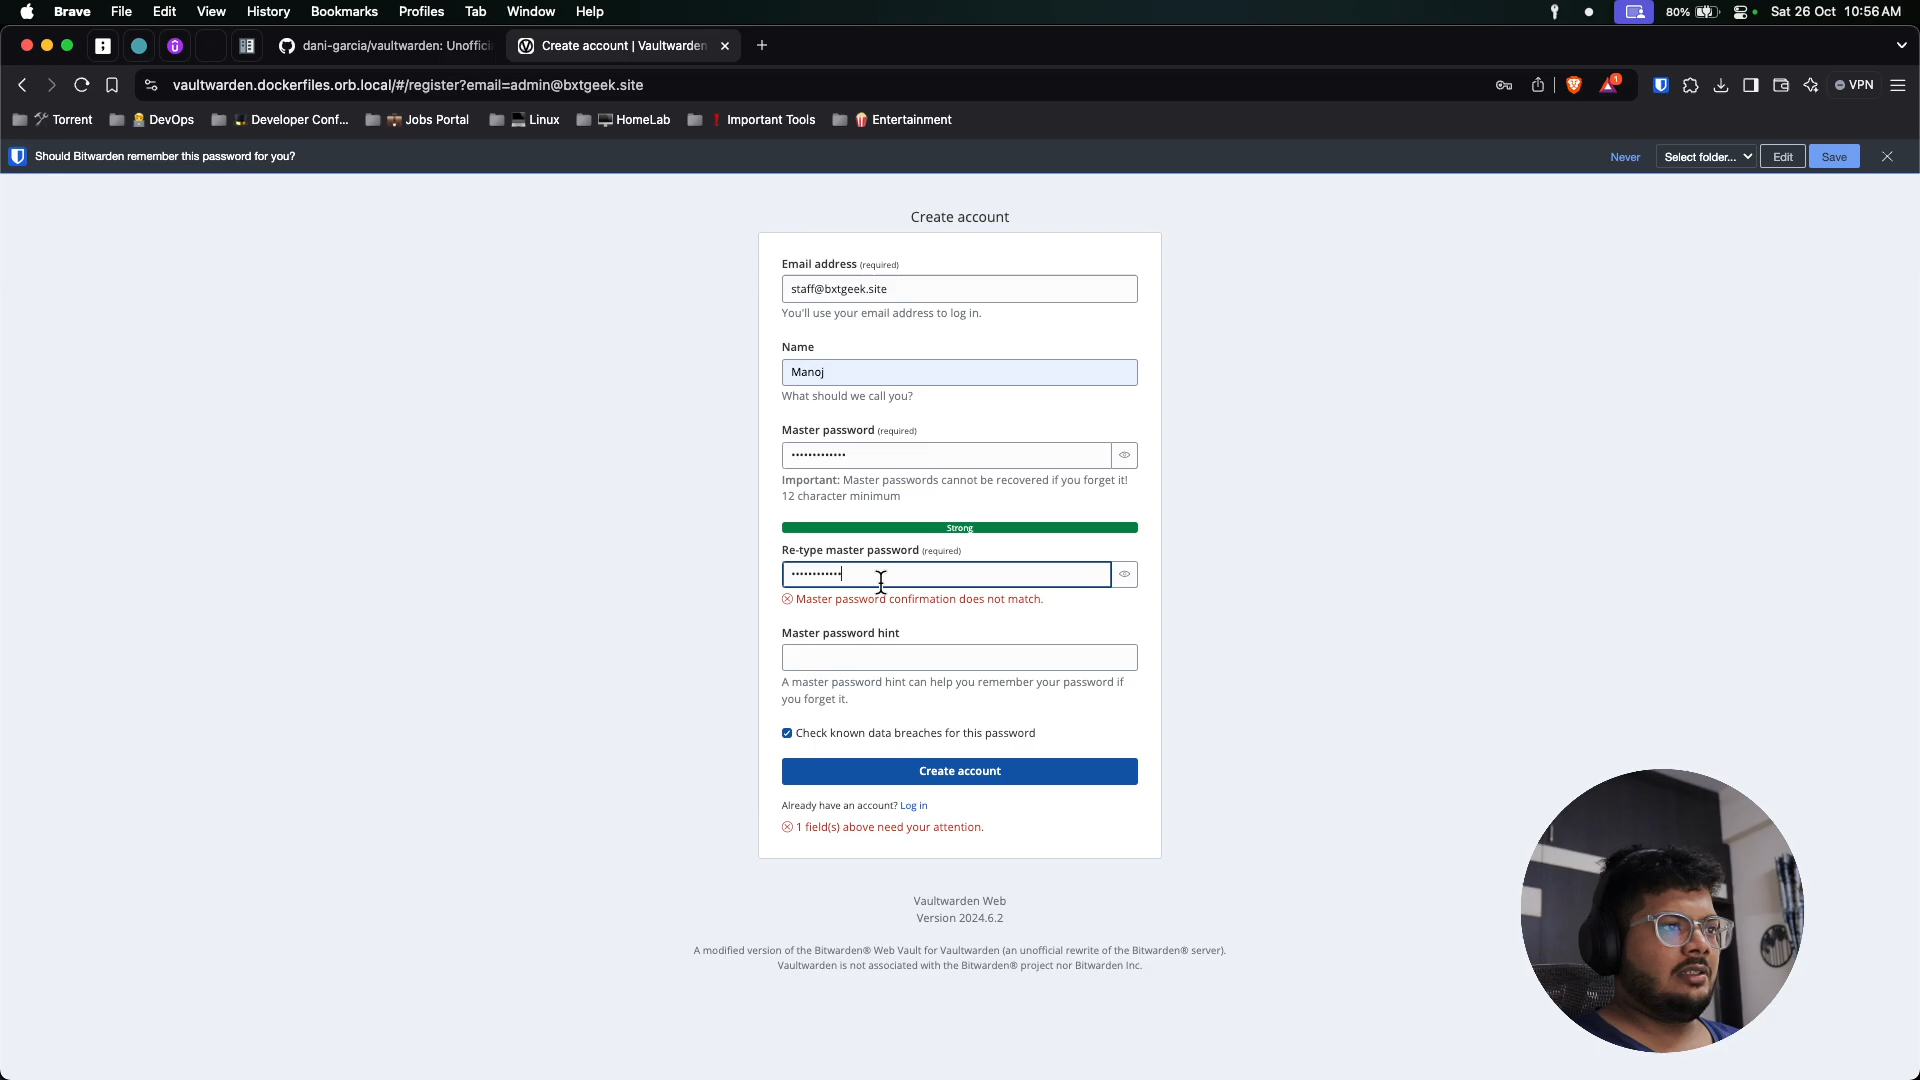 Brave File Edit View History Bookmarks Profiles Tab Window Help 80% Sat 26 Oct 10:56 AM
dani-garcia/vaultwarden: Unoffici Create account | Vaultwarden
vaultwarden.dockerfiles.orb.local/#/register?email=admin@bxtgeek.site 1 VPN
Torrent DevOps Developer Conf... Jobs Portal Linux HomeLab Important Tools Entertainment
Should Bitwarden remember this password for you? Never Select folder... Edit Save
Create account
Email address (required)
staff@bxtgeek.site
You'll use your email address to log in.
Name
Manoj
What should we call you?
Master password (required)
•••••••••••••
Important: Master passwords cannot be recovered if you forget it!
12 character minimum
Strong
Re-type master password (required)
••••••••••••
Master password confirmation does not match.
Master password hint
A master password hint can help you remember your password if
you forget it.
Check known data breaches for this password
Create account
Already have an account? Log in
1 field(s) above need your attention.
Vaultwarden Web
Version 2024.6.2
A modified version of the Bitwarden® Web Vault for Vaultwarden (an unofficial rewrite of the Bitwarden® server).
Vaultwarden is not associated with the Bitwarden® project nor Bitwarden Inc.